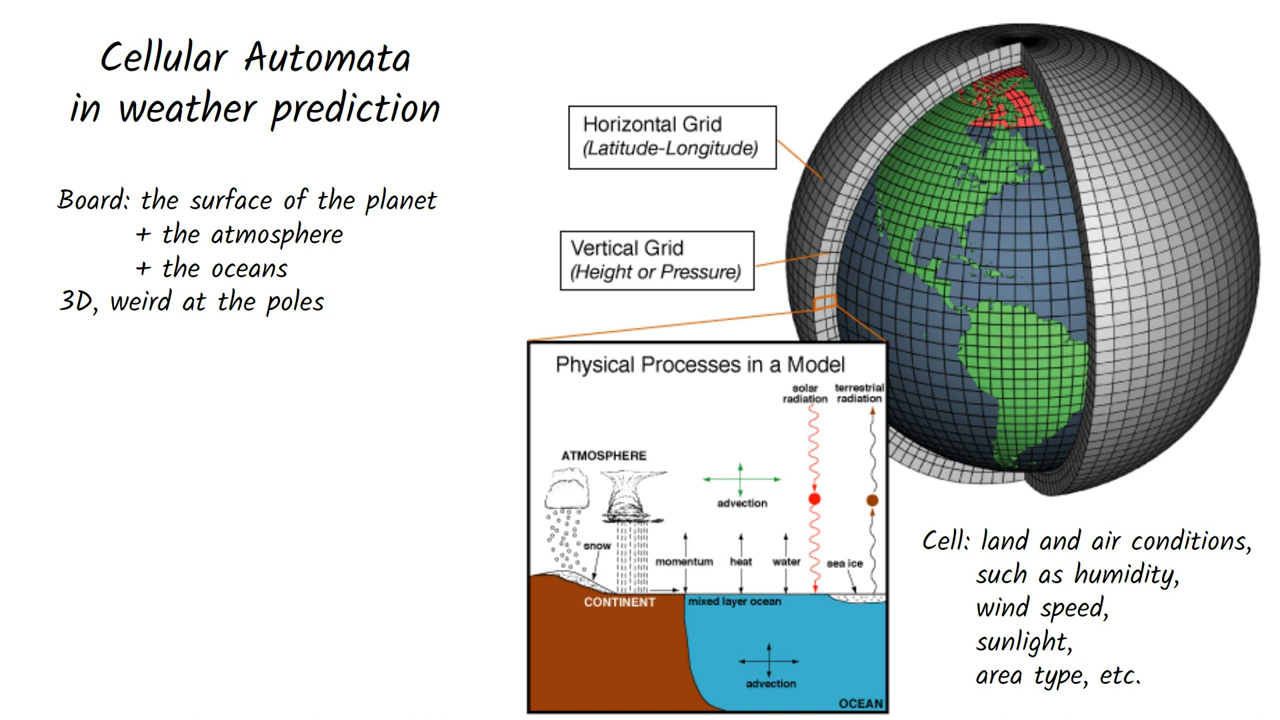 Cellular Automata
in weather prediction
Board: the surface of the planet
+ the atmosphere
+ the oceans
3D, weird at the poles
Horizontal Grid
(Latitude-Longitude)
Vertical Grid
(Height or Pressure)
Physical Processes in a Model
solar
radiation
terrestrial
radiation
ATMOSPHERE
advection
snow
momentum
heat
water
sea ice
CONTINENT
mixed layer ocean
advection
OCEAN
Cell: land and air conditions,
such as humidity,
wind speed,
sunlight,
area type, etc.